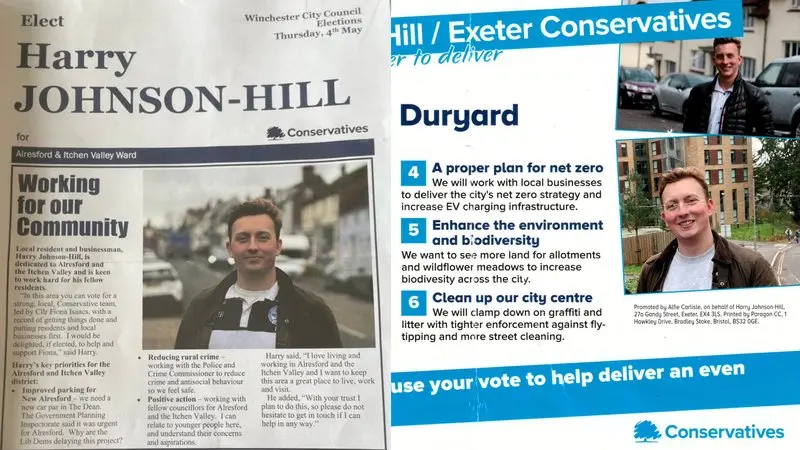 Elect
Harry
JOHNSON-HILL
Winchester City Council
Elections
Thursday, 4th May
for
Conservatives
Alresford & Itchen Valley Ward
Working
for our
Community
Local resident and businessman,
Harry Johnson-Hill, is
dedicated to Alresford and
the Itchen Valley and is keen
to work hard for his fellow
residents.
"In this area you can vote for a
strong, local, Conservative team,
led by Cllr Fiona Isaacs, with a
record of getting things done and
putting residents and local
businesses first. I would be
delighted, if elected, to help and
support Fiona," said Harry.
Harry's key priorities for the
Alresford and Itchen Valley
district:
• Improved parking for
New Alresford – we need a
new car park in The Dean.
The Government Planning
Inspectorate said it was urgent
for Alresford. Why are the
Lib Dems delaying this project?
• Reducing rural crime –
working with the Police and
Crime Commissioner to reduce
crime and antisocial behaviour
so we feel safe.
• Positive action – working with
fellow councillors for Alresford
and the Itchen Valley. I can
relate to younger people here,
and understand their concerns
and aspirations.
Harry said, "I love living and
working in Alresford and the
Itchen Valley and I want to keep
this area a great place to live, work
and visit.
He added, "With your trust I
plan to do this, so please do not
hesitate to get in touch if I can
help in any way."
Hill / Exeter Conservatives
er to deliver
Duryard
4 A proper plan for net zero
We will work with local businesses
to deliver the city's net zero strategy and
increase EV charging infrastructure.
5 Enhance the environment
and biodiversity
We want to see more land for allotments
and wildflower meadows to increase
biodivesity across the city.
6 Clean up our city centre
We will clamp down on graffiti and
litter with tighter enforcement against fly-
tipping and more street cleaning.
Promoted by Alfie Carlisle, on behalf of Harry Johnson-Hill,
27a Gandy Street, Exeter, EX4 3LS. Printed by Paragon CC, 1
Hawkley Drive, Bradley Stoke, Bristol, BS32 0GE.
use your vote to help deliver an even
Conservatives